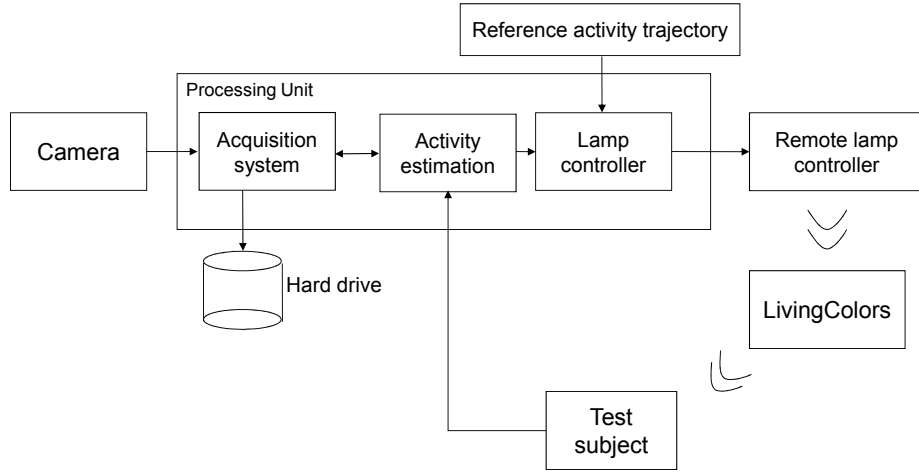 Reference activity trajectory
Processing Unit
Camera
Acquisition
system
Activity
estimation
Lamp
controller
Remote lamp
controller
Hard drive
LivingColors
Test
subject